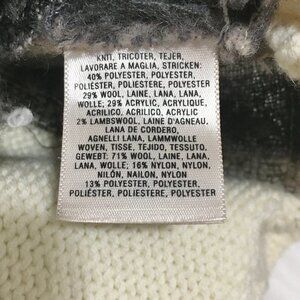 KNIT, TRICOTER, TEJER,
LAVORARE A MAGLIA, STRICKEN:
40% POLYESTER, POLYESTER,
POLIÉSTER, POLIESTERE, POLYESTER
29% WOOL, LAINE, LANA, LANA,
WOLLE; 29% ACRYLIC, ACRYLIQUE,
ACRILICO, ACRILICO, ACRYLIC
2% LAMBSWOOL, LAINE D'AGNEAU,
LANA DE CORDERO,
AGNELLI LANA, LAMMWOLLE
WOVEN, TISSE, TEJIDO, TESSUTO,
GEWEBT: 71% WOOL, LAINE, LANA,
LANA, WOLLE; 16% NYLON, NYLON,
NILÓN, NAILON, NYLON
13% POLYESTER, POLYESTER,
POLIÉSTER, POLIESTERE, POLYESTER